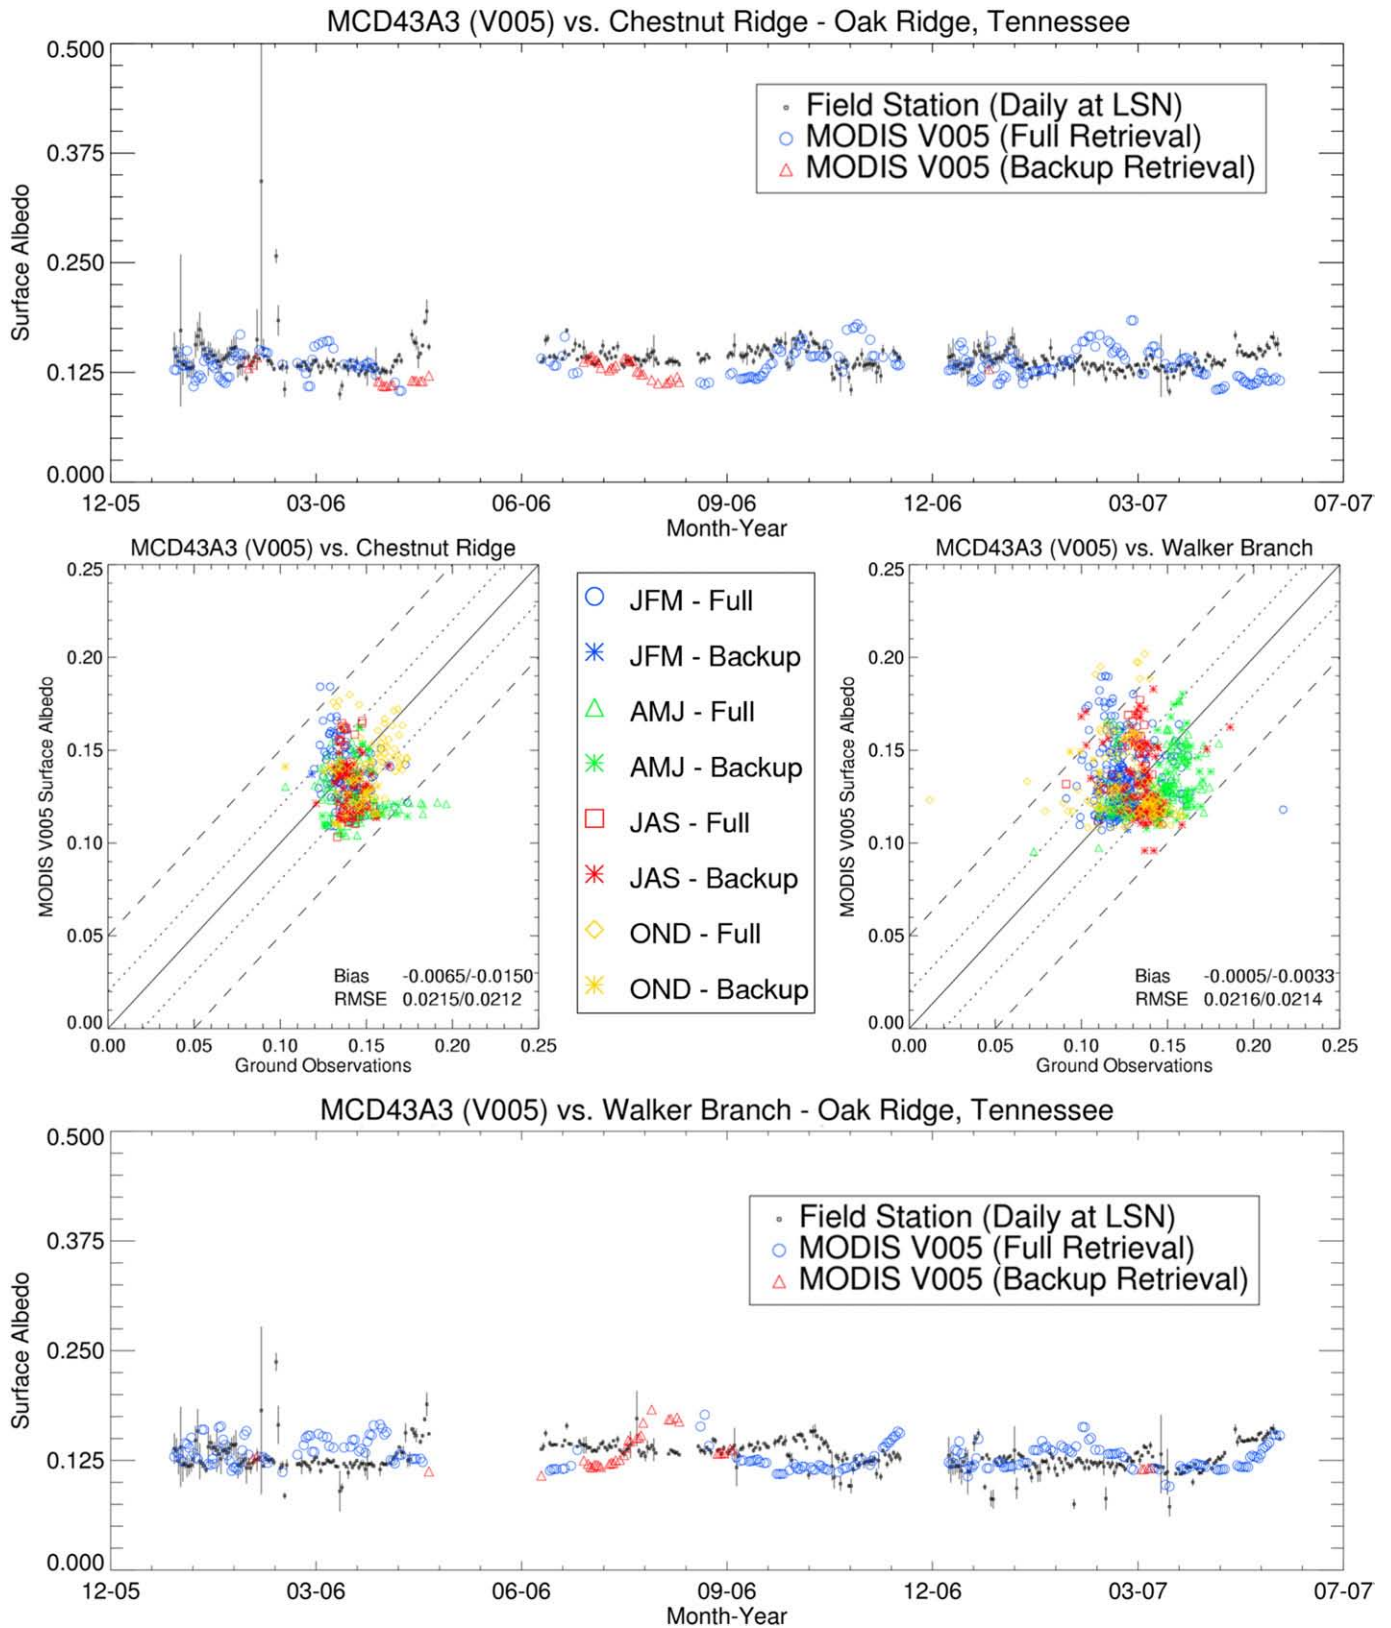 MCD43A3 (V005) vs. Chestnut Ridge - Oak Ridge, Tennessee
0.500
0.375
0.250
0.125
0.000
Surface Albedo
Field Station (Daily at LSN)
MODIS V005 (Full Retrieval)
MODIS V005 (Backup Retrieval)
12-05 03-06 06-06 09-06 12-06 03-07 07-07
Month-Year
MCD43A3 (V005) vs. Chestnut Ridge
0.25
0.20
0.15
0.10
0.05
0.00
MODIS V005 Surface Albedo
Bias -0.0065/-0.0150
RMSE 0.0215/0.0212
0.00 0.05 0.10 0.15 0.20 0.25
Ground Observations
JFM - Full
JFM - Backup
AMJ - Full
AMJ - Backup
JAS - Full
JAS - Backup
OND - Full
OND - Backup
MCD43A3 (V005) vs. Walker Branch
0.25
0.20
0.15
0.10
0.05
0.00
MODIS V005 Surface Albedo
Bias -0.0005/-0.0033
RMSE 0.0216/0.0214
0.00 0.05 0.10 0.15 0.20 0.25
Ground Observations
MCD43A3 (V005) vs. Walker Branch - Oak Ridge, Tennessee
0.500
0.375
0.250
0.125
0.000
Surface Albedo
Field Station (Daily at LSN)
MODIS V005 (Full Retrieval)
MODIS V005 (Backup Retrieval)
12-05 03-06 06-06 09-06 12-06 03-07 07-07
Month-Year